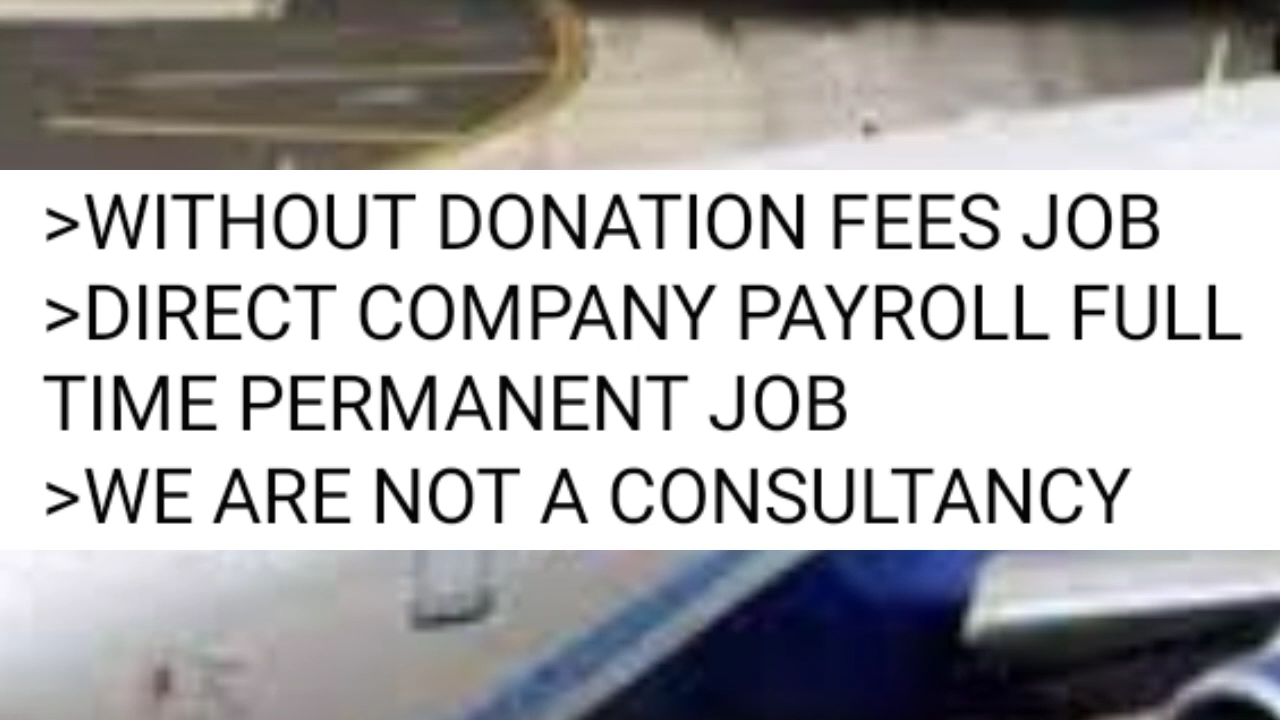 >WITHOUT DONATION FEES JOB
>DIRECT COMPANY PAYROLL FULL
TIME PERMANENT JOB
>WE ARE NOT A CONSULTANCY